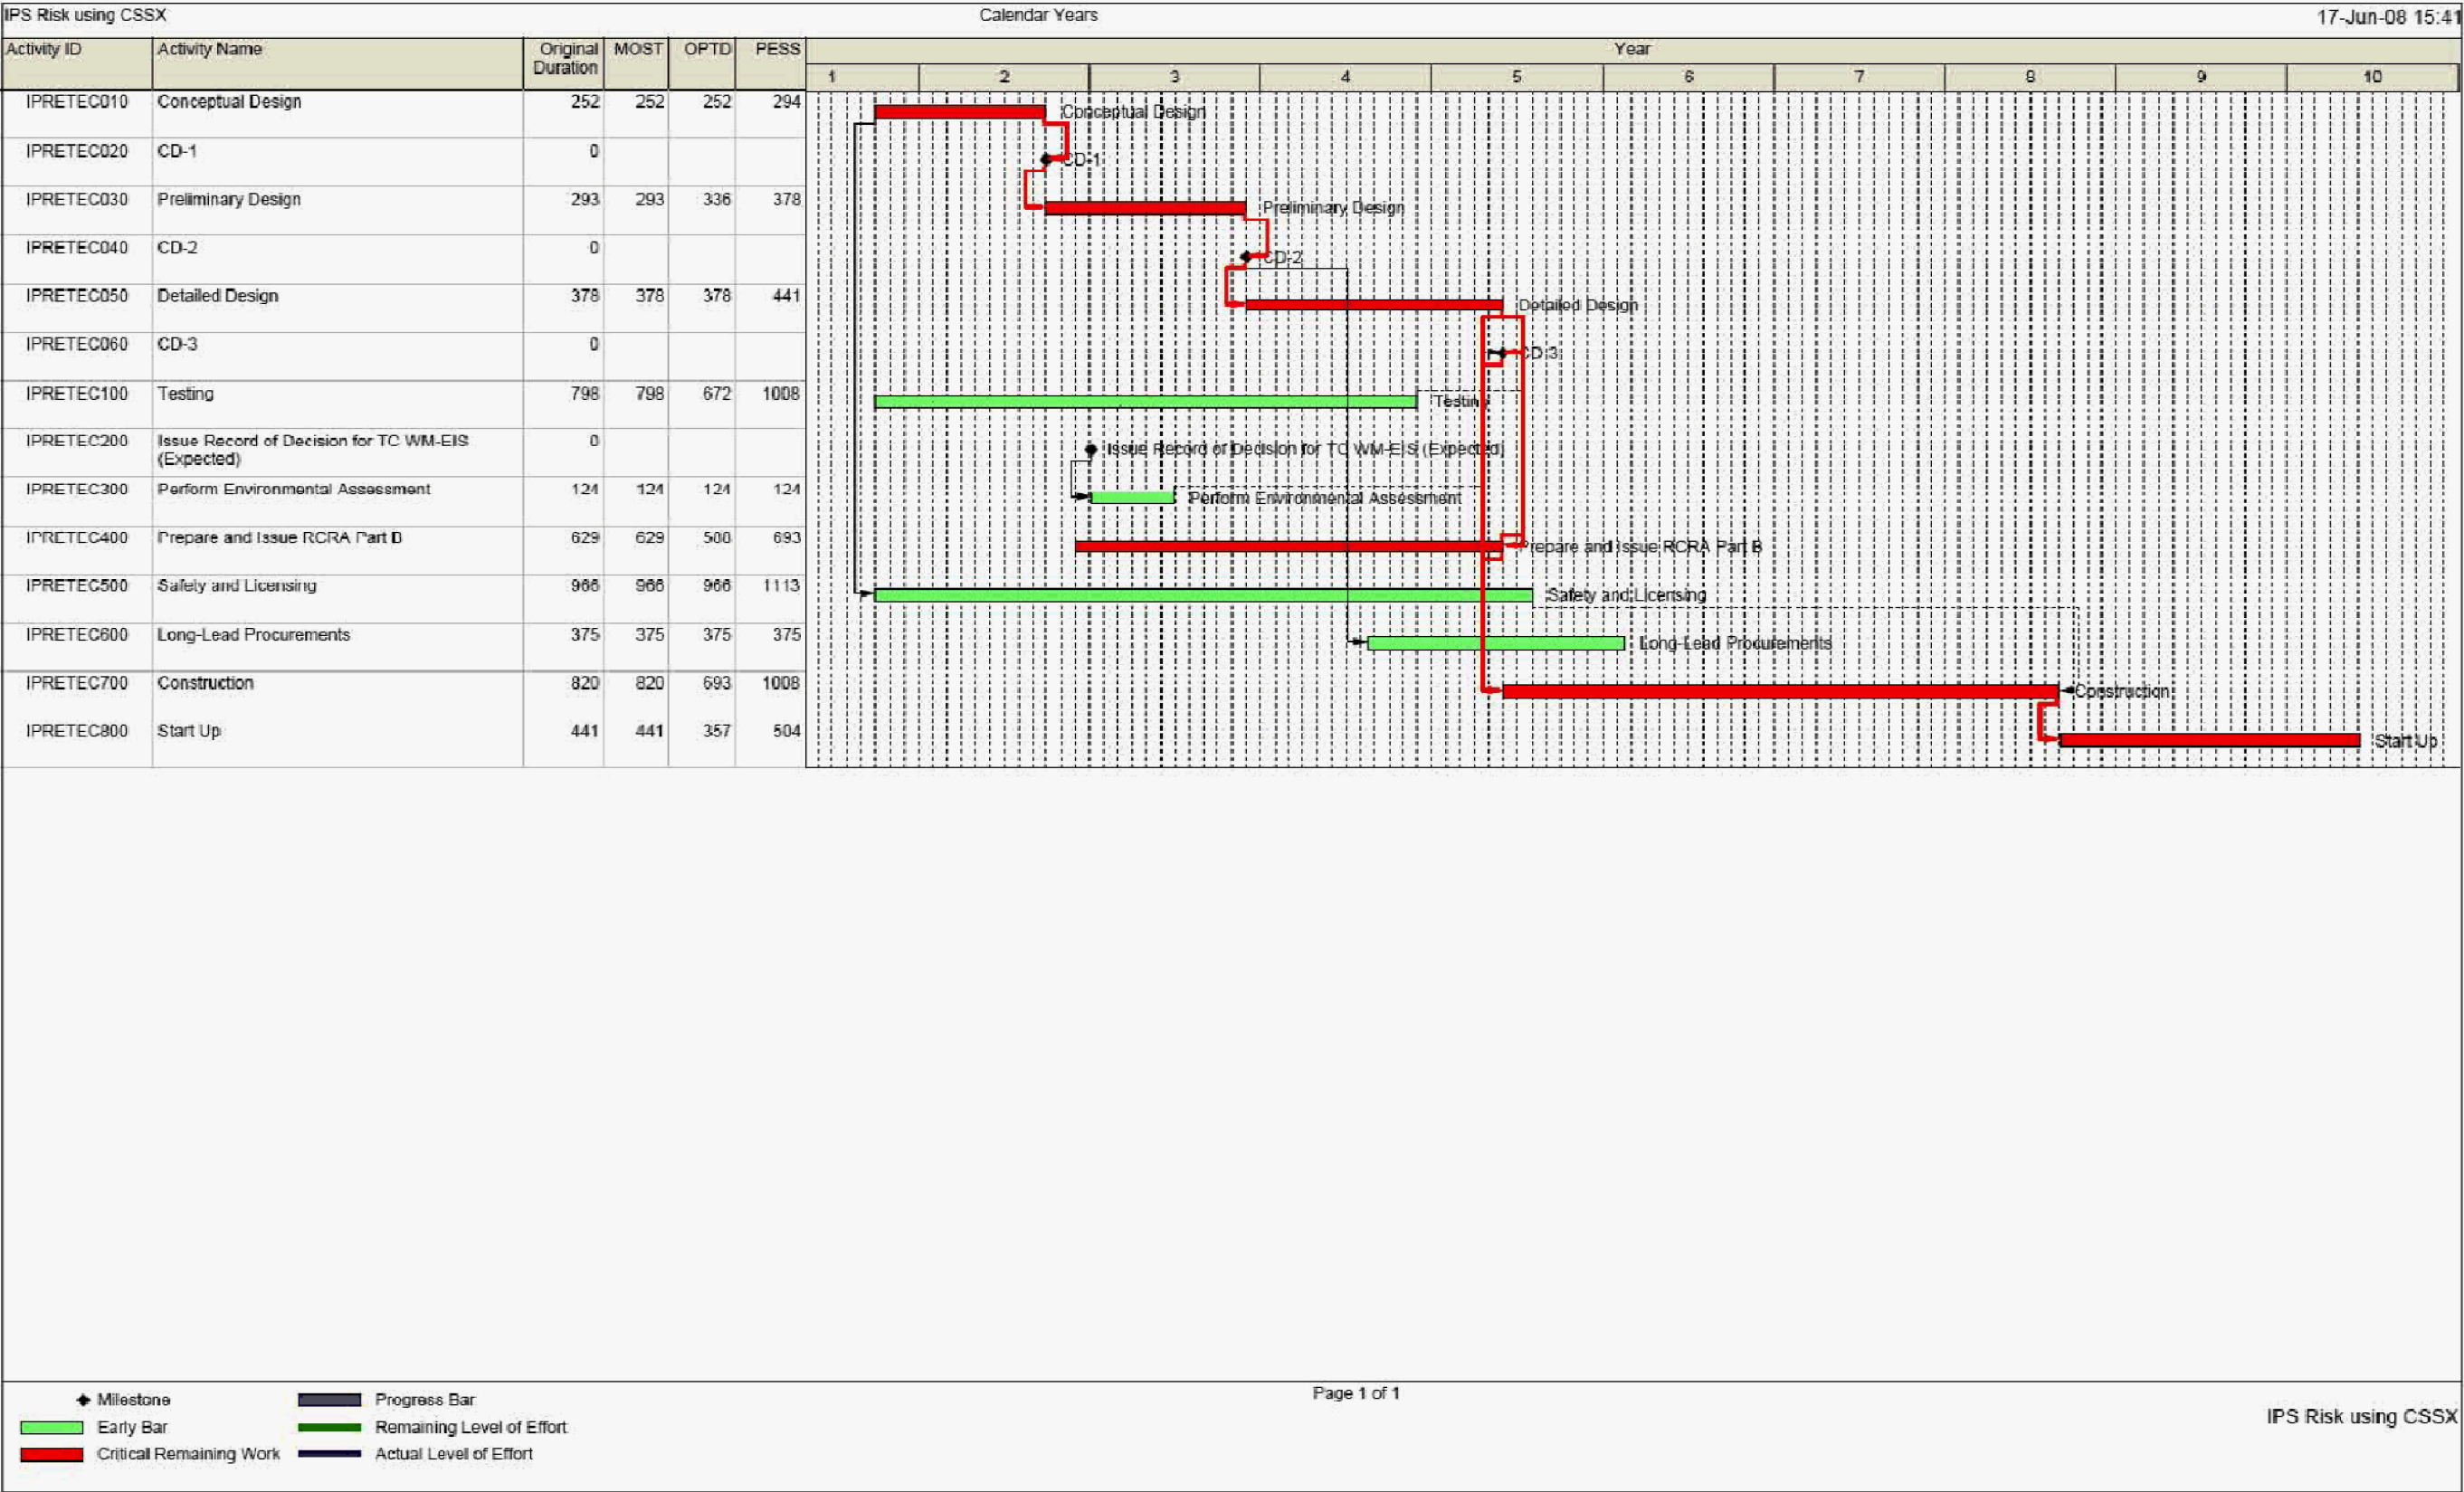 IPS Risk using CSSX Calendar Years 17-Jun-08 15:41
Activity ID Activity Name Original Duration MOST OPTD PESS Year
1 2 3 4 5 6 7 8 9 10
IPRETEC010 Conceptual Design 252 252 252 294 Conceptual Design
IPRETEC020 CD-1 0 CD-1
IPRETEC030 Preliminary Design 293 293 336 378 Preliminary Design
IPRETEC040 CD-2 0 CD-2
IPRETEC050 Detailed Design 378 378 378 441 Detailed Design
IPRETEC060 CD-3 0 CD-3
IPRETEC100 Testing 798 798 672 1008 Testing
IPRETEC200 Issue Record of Decision for TC WM-EIS 0 Issue Record of Decision for TC WM-EIS (Expected)
(Expected)
IPRETEC300 Perform Environmental Assessment 124 124 124 124 Perform Environmental Assessment
IPRETEC400 Prepare and Issue RCRA Part B 629 629 693 Prepare and Issue RCRA Part B
IPRETEC500 Safety and Licensing 966 966 966 1113 Safety and Licensing
IPRETEC600 Long-Lead Procurements 375 375 375 375 Long-Lead Procurements
IPRETEC700 Construction 820 820 693 1008 Construction
IPRETEC800 Start Up 441 441 357 504 Start Up
Milestone Progress Bar Page 1 of 1
Early Bar Remaining Level of Effort IPS Risk using CSSX
Critical Remaining Work Actual Level of Effort